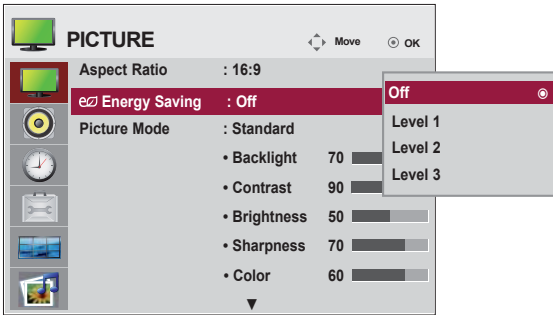 PICTURE
Move OK
Aspect Ratio : 16:9
Energy Saving : Off
Picture Mode : Standard
• Backlight 70
• Contrast 90
• Brightness 50
• Sharpness 70
• Color 60
Off
Level 1
Level 2
Level 3